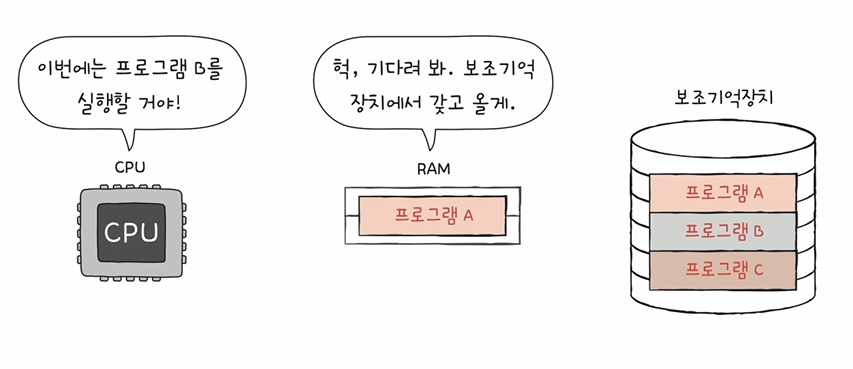 이번에는 프로그램 B를
실행할 거야!
CPU
CPU
헉, 기다려 봐. 보조기억
장치에서 갖고 올게.
RAM
프로그램 A
보조기억장치
프로그램 A
프로그램 B
프로그램 C